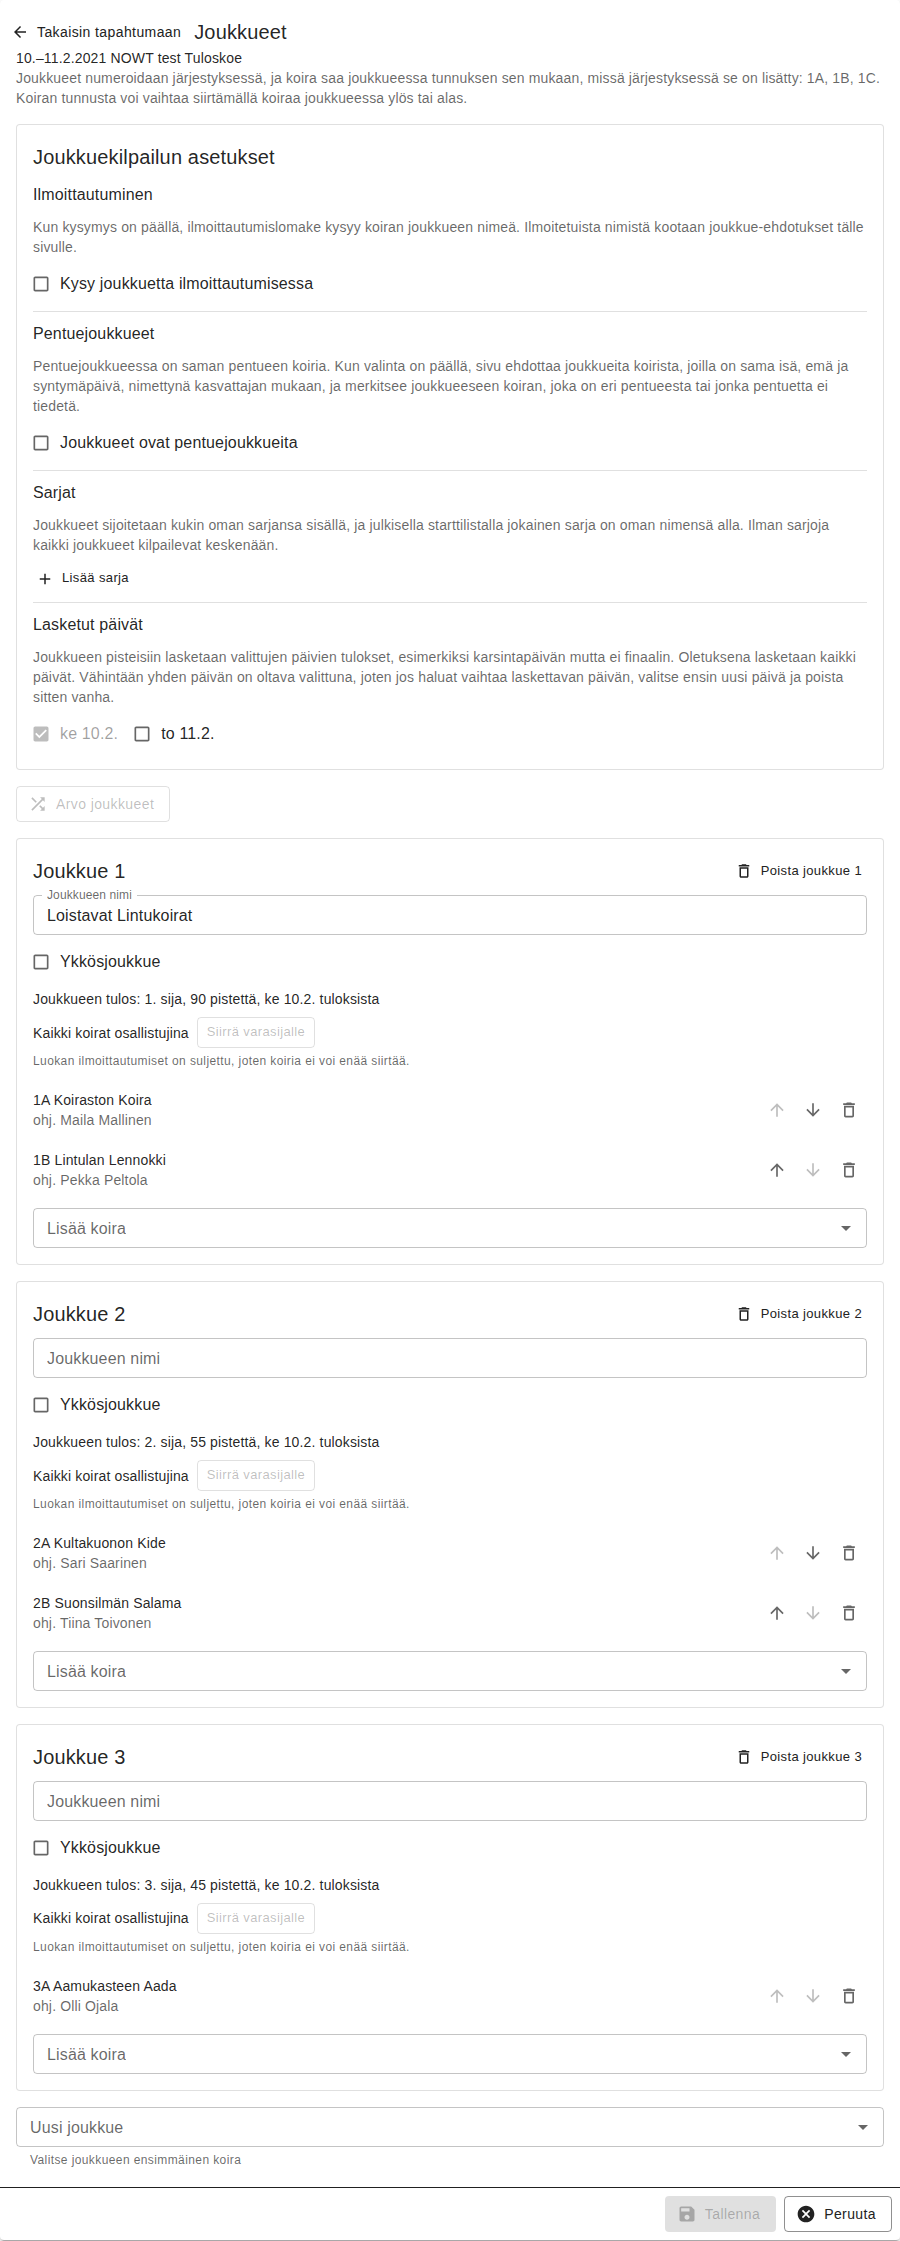 Takaisin tapahtumaan Joukkueet
10.–11.2.2021 NOWT test Tuloskoe
Joukkueet numeroidaan järjestyksessä, ja koira saa joukkueessa tunnuksen sen mukaan, missä järjestyksessä se on lisätty: 1A, 1B, 1C.
Koiran tunnusta voi vaihtaa siirtämällä koiraa joukkueessa ylös tai alas.
Joukkuekilpailun asetukset
Ilmoittautuminen
Kun kysymys on päällä, ilmoittautumislomake kysyy koiran joukkueen nimeä. Ilmoitetuista nimistä kootaan joukkue-ehdotukset tälle
sivulle.
Kysy joukkuetta ilmoittautumisessa
Pentuejoukkueet
Pentuejoukkueessa on saman pentueen koiria. Kun valinta on päällä, sivu ehdottaa joukkueita koirista, joilla on sama isä, emä ja
syntymäpäivä, nimettynä kasvattajan mukaan, ja merkitsee joukkueeseen koiran, joka on eri pentueesta tai jonka pentuetta ei
tiedetä.
Joukkueet ovat pentuejoukkueita
Sarjat
Joukkueet sijoitetaan kukin oman sarjansa sisällä, ja julkisella starttilistalla jokainen sarja on oman nimensä alla. Ilman sarjoja
kaikki joukkueet kilpailevat keskenään.
Lisää sarja
Lasketut päivät
Joukkueen pisteisiin lasketaan valittujen päivien tulokset, esimerkiksi karsintapäivän mutta ei finaalin. Oletuksena lasketaan kaikki
päivät. Vähintään yhden päivän on oltava valittuna, joten jos haluat vaihtaa laskettavan päivän, valitse ensin uusi päivä ja poista
sitten vanha.
ke 10.2. to 11.2.
Arvo joukkueet
Joukkue 1 Poista joukkue 1
Joukkueen nimi
Loistavat Lintukoirat
Ykkösjoukkue
Joukkueen tulos: 1. sija, 90 pistettä, ke 10.2. tuloksista
Kaikki koirat osallistujina Siirrä varasijalle
Luokan ilmoittautumiset on suljettu, joten koiria ei voi enää siirtää.
1A Koiraston Koira
ohj. Maila Mallinen
1B Lintulan Lennokki
ohj. Pekka Peltola
Lisää koira
Joukkue 2 Poista joukkue 2
Joukkueen nimi
Ykkösjoukkue
Joukkueen tulos: 2. sija, 55 pistettä, ke 10.2. tuloksista
Kaikki koirat osallistujina Siirrä varasijalle
Luokan ilmoittautumiset on suljettu, joten koiria ei voi enää siirtää.
2A Kultakuonon Kide
ohj. Sari Saarinen
2B Suonsilmän Salama
ohj. Tiina Toivonen
Lisää koira
Joukkue 3 Poista joukkue 3
Joukkueen nimi
Ykkösjoukkue
Joukkueen tulos: 3. sija, 45 pistettä, ke 10.2. tuloksista
Kaikki koirat osallistujina Siirrä varasijalle
Luokan ilmoittautumiset on suljettu, joten koiria ei voi enää siirtää.
3A Aamukasteen Aada
ohj. Olli Ojala
Lisää koira
Uusi joukkue
Valitse joukkueen ensimmäinen koira
Tallenna Peruuta